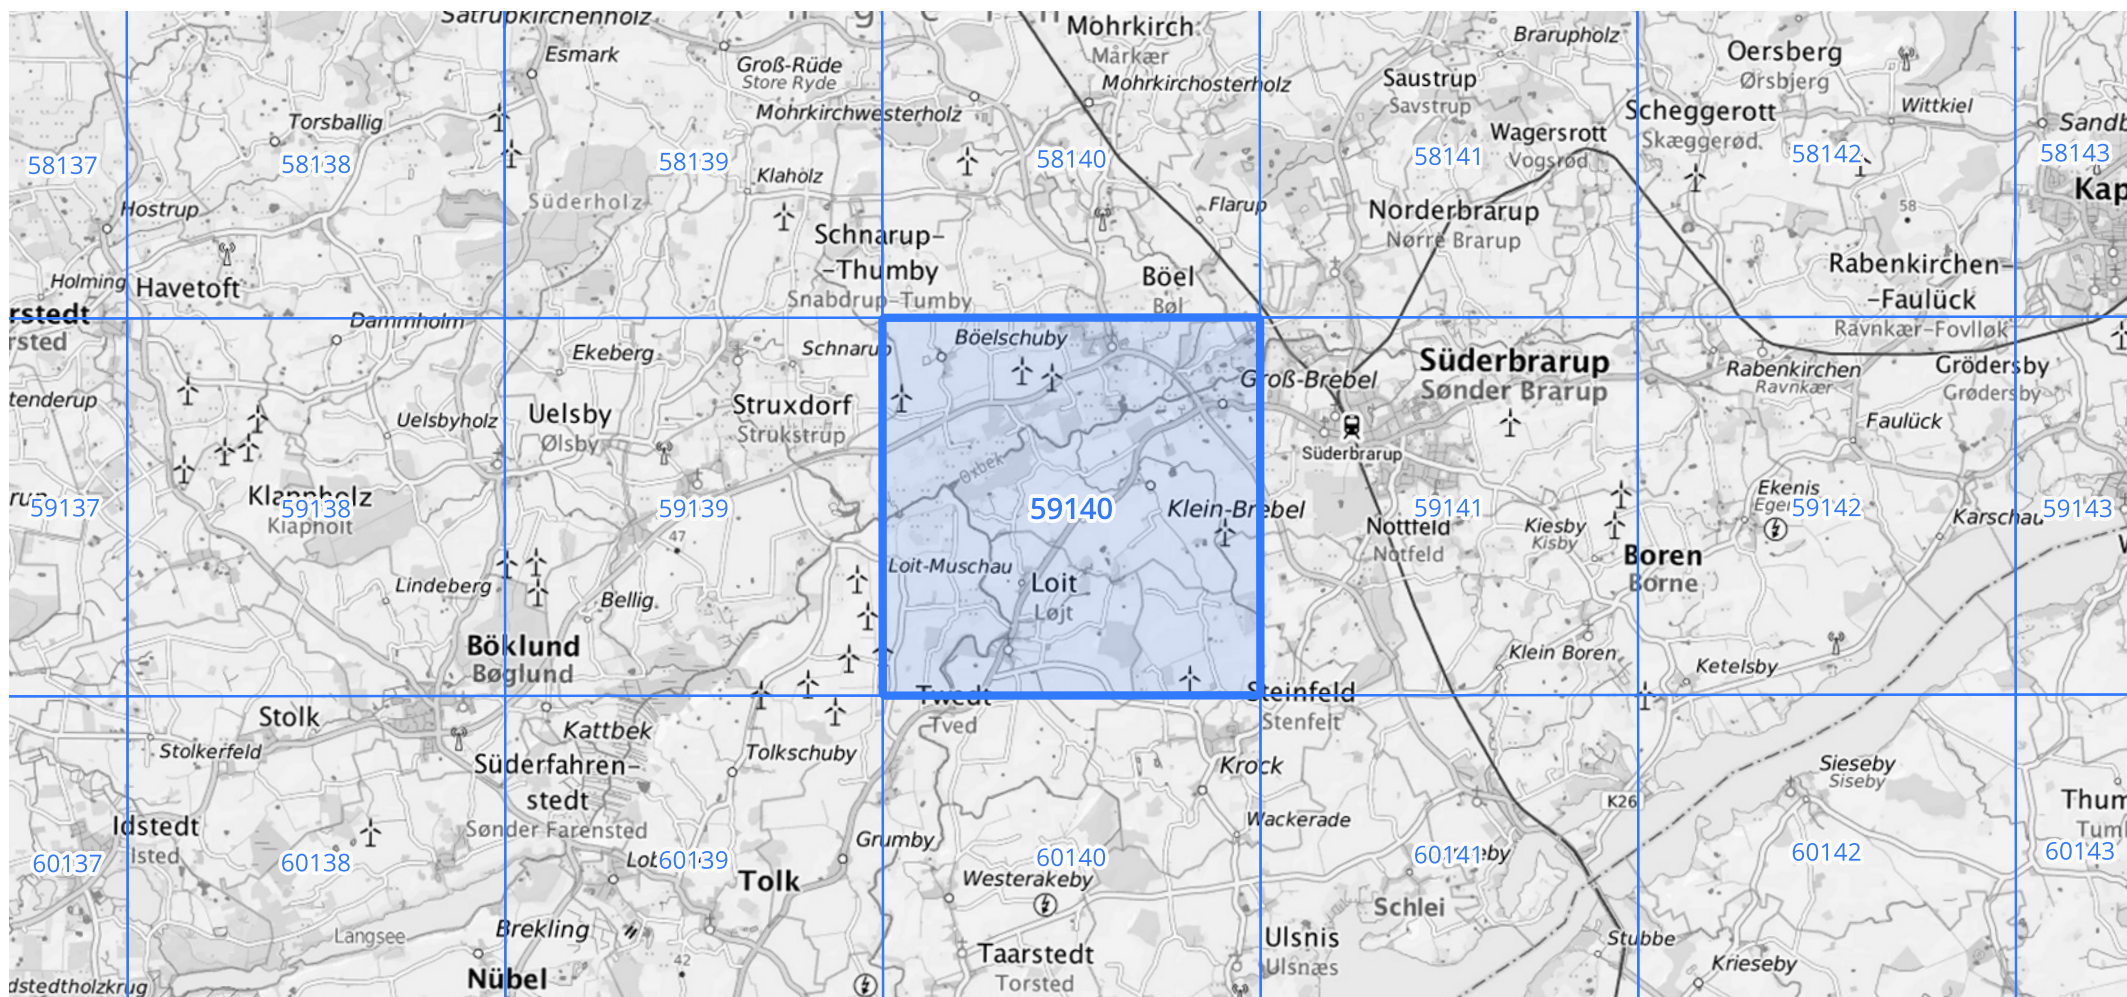 Satrupkirchenholz
Angeln
Mohrkirch
Mårkær
Esmark
Groß-Rüde
Store Ryde
Mohrkirchosterholz
Mohrkirchwesterholz
Torsballig
Klaholz
Süderholz
Hostrup
Holming
Havetoft
58137
58138
58139
58140
58141
58142
58143
Schnarup-
-Thumby
Snabdrup-Tumby
Böel
Bøl
Flarup
Brarupholz
Saustrup
Savstrup
Wagersrott
Vogsrød
Norderbrarup
Nørre Brarup
Oersberg
Ørsbjerg
Scheggerott
Skæggerød
Wittkiel
Sandb
Kap
58
Rabenkirchen-
-Faulück
Ravnkær-Fovlløk
rstedt
rsted
Dammholm
Ekeberg
Schnarup
tenderup
Uelsbyholz
Uelsby
Ølsby
Struxdorf
Strukstrup
rup
Klappholz
Klapholt
59137
59138
59139
47
Lindeberg
Bellig
Böklund
Bøglund
Böelschuby
Groß-Brebel
Oxbek
59140
Klein-Brebel
Loit-Muschau
Loit
Løjt
Süderbrarup
Sønder Brarup
Süderbrarup
59141
Nottfeld
Notfeld
Kiesby
Kisby
Boren
Borne
Klein Boren
Rabenkirchen
Ravnkær
Grödersby
Grødersby
Faulück
Ekenis
59142
Karschau
59143
Ketelsby
Twedt
Tved
Steinfeld
Stenfelt
Stolk
Stolkerfeld
Kattbek
Tolkschuby
Süderfahren-
stedt
Sønder Farensted
Idstedt
Isted
60137
60138
60139
60140
60141
60142
60143
Grumby
Tolk
Krock
Wackerade
Westerakeby
Taarstedt
Torsted
Langsee
Brekling
Nübel
42
dstedtholzkrug
K26
Schlei
Ulsnis
Ulsnæs
Stubbe
Krieseby
Sieseby
Siseby
Thum
Tuml